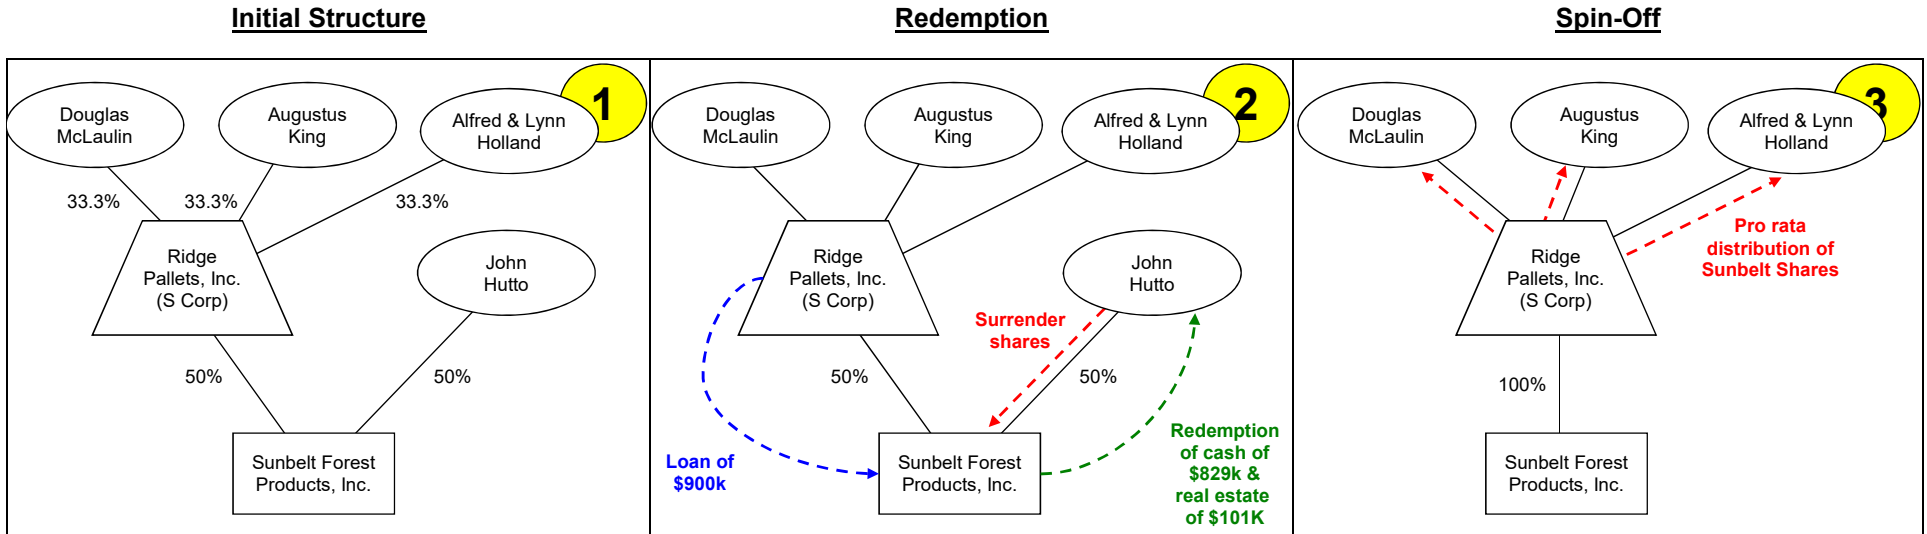 Initial Structure
Redemption
Spin-Off
1
Douglas
McLaulin
Augustus
King
Alfred & Lynn
Holland
33.3%
33.3%
33.3%
Ridge
Pallets, Inc.
(S Corp)
John
Hutto
50%
50%
Sunbelt Forest
Products, Inc.
2
Douglas
McLaulin
Augustus
King
Alfred & Lynn
Holland
Ridge
Pallets, Inc.
(S Corp)
John
Hutto
Surrender
shares
50%
50%
Loan of
$900k
Sunbelt Forest
Products, Inc.
Redemption
of cash of
$829k &
real estate
of $101K
3
Douglas
McLaulin
Augustus
King
Alfred & Lynn
Holland
Ridge
Pallets, Inc.
(S Corp)
Pro rata
distribution of
Sunbelt Shares
100%
Sunbelt Forest
Products, Inc.